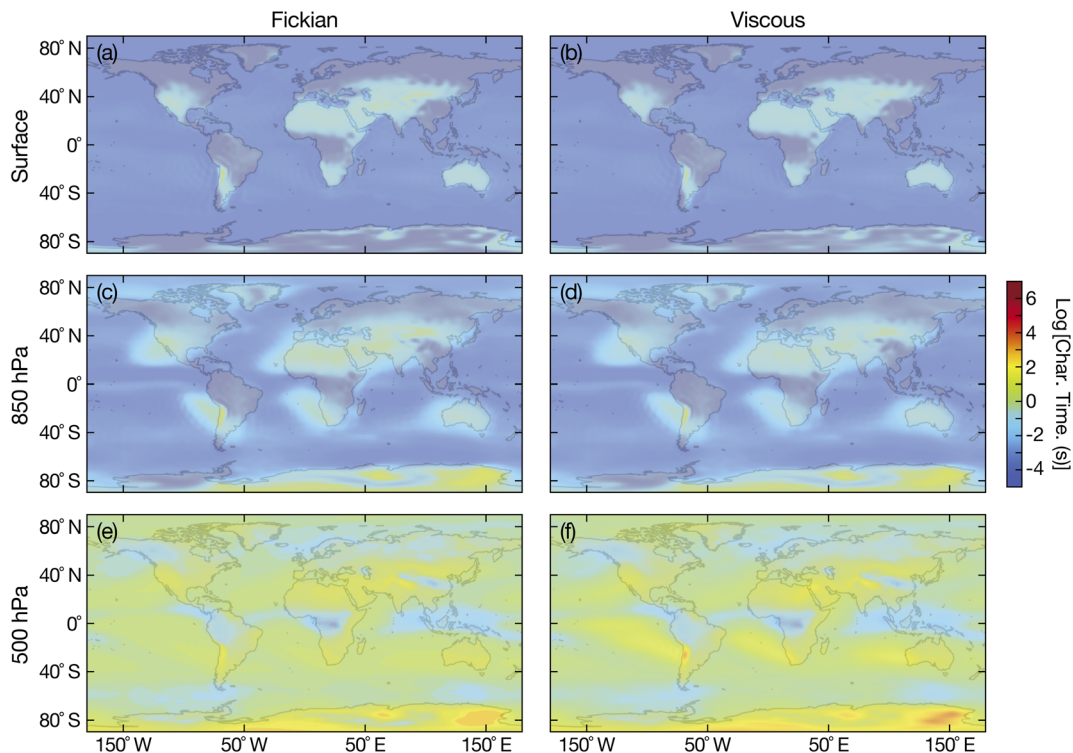 Fickian Viscous
(a) (b)
80° N
40° N
0°
40° S
80° S
Surface
(c) (d)
80° N
40° N
0°
40° S
80° S
850 hPa
(e) (f)
80° N
40° N
0°
40° S
80° S
500 hPa
150° W 50° W 50° E 150° E 150° W 50° W 50° E 150° E
6
4
2
0
-2
-4
Log[Char. Time. (s)]